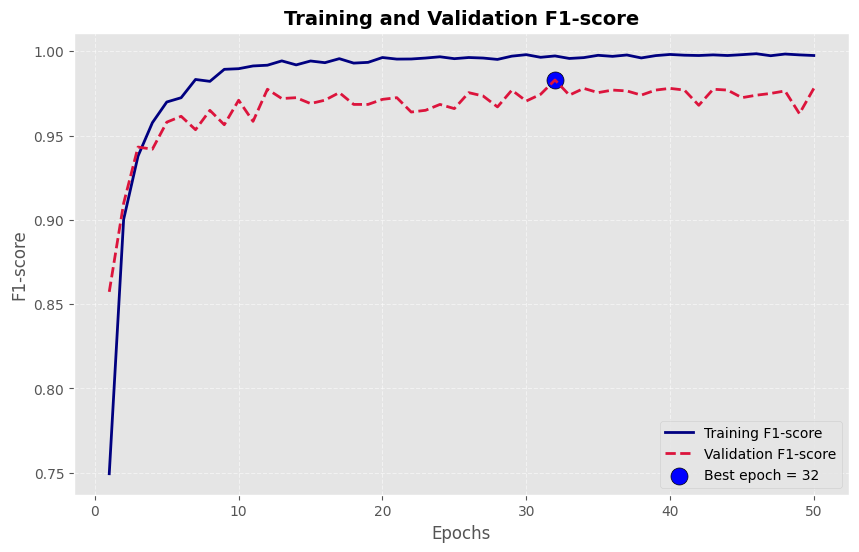 Training and Validation F1-score
1.00
0.95
0.90
0.85
0.80
0.75
F1-score
0 10 20 30 40 50
Epochs
Training F1-score
Validation F1-score
Best epoch = 32